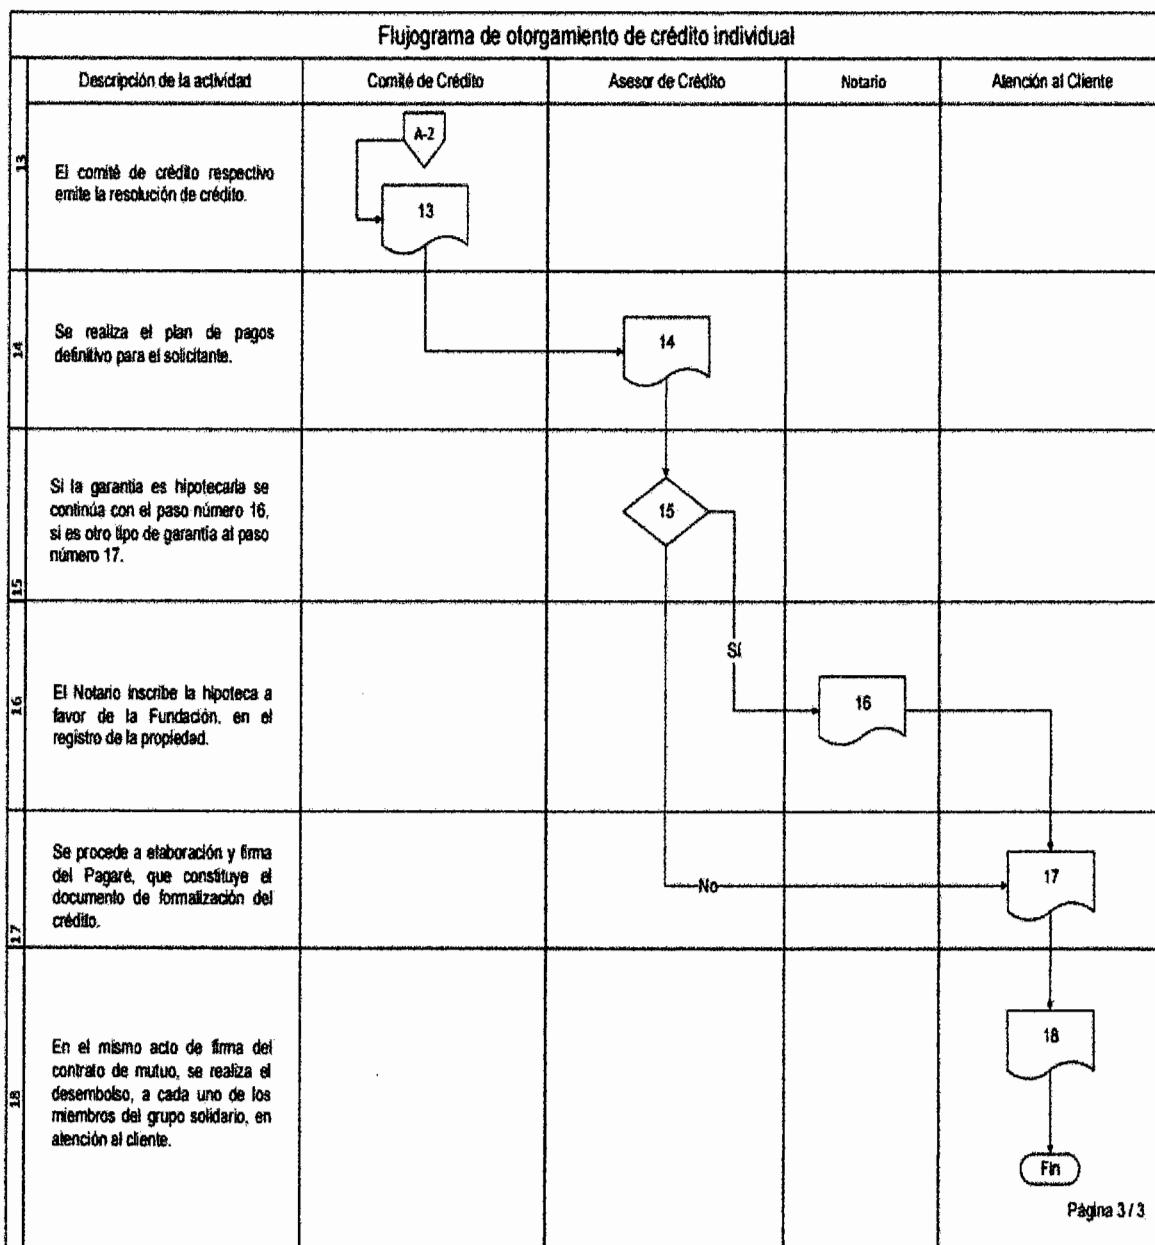 Flujograma de otorgamiento de crédito individual
Descripción de la actividad
Comité de Crédito
Asesor de Crédito
Notario
Atención al Cliente
13
El comité de crédito respectivo
emite la resolución de crédito.
A-2
13
14
Se realiza el plan de pagos
definitivo para el solicitante.
14
15
Si la garantía es hipotecaria se
continúa con el paso número 16,
si es otro tipo de garantía al paso
número 17.
15
Sí
16
El Notario inscribe la hipoteca a
favor de la Fundación, en el
registro de la propiedad.
16
17
Se procede a elaboración y firma
del Pagaré, que constituye el
documento de formalización del
crédito.
No
17
18
En el mismo acto de firma del
contrato de mutuo, se realiza el
desembolso, a cada uno de los
miembros del grupo solidario, en
atención al cliente.
18
Fin
Página 3 / 3